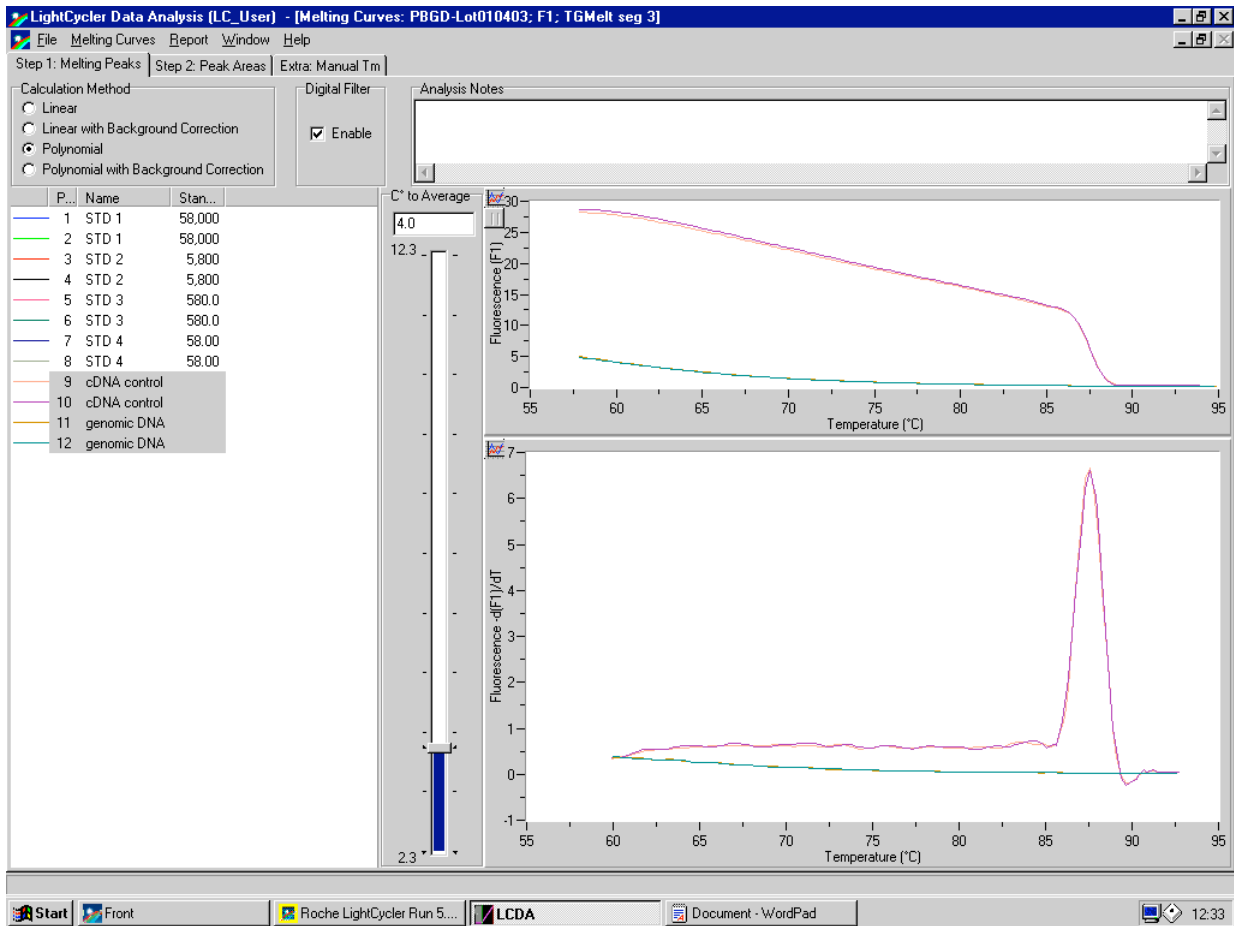 LightCycler Data Analysis (LC_User) - [Melting Curves: PBGD-Lot010403; F1; TGMelt seg 3]
File Melting Curves Report Window Help
Step 1: Melting Peaks Step 2: Peak Areas Extra: Manual Tm
Calculation Method
Linear
Linear with Background Correction
Polynomial
Polynomial with Background Correction
Digital Filter
Enable
Analysis Notes
P... Name Stan...
1 STD 1 58,000
2 STD 1 58,000
3 STD 2 5,800
4 STD 2 5,800
5 STD 3 580.0
6 STD 3 580.0
7 STD 4 58.00
8 STD 4 58.00
9 cDNA control
10 cDNA control
11 genomic DNA
12 genomic DNA
C° to Average
4.0
12.3
2.3
Fluorescence (F1)
30
25
20
15
10
5
0
55 60 65 70 75 80 85 90 95
Temperature (°C)
Fluorescence -d(F1)/dT
7
6
5
4
3
2
1
0
-1
55 60 65 70 75 80 85 90 95
Temperature (°C)
Start Front Roche LightCycler Run 5.... LCDA Document - WordPad 12:33